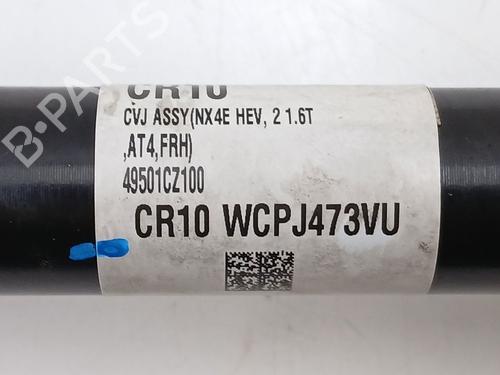 CR10
CVJ ASSY(NX4E HEV, 2 1.6T
,AT4,FRH)
49501CZ100
CR10 WCPJ473VU
B-PARTS